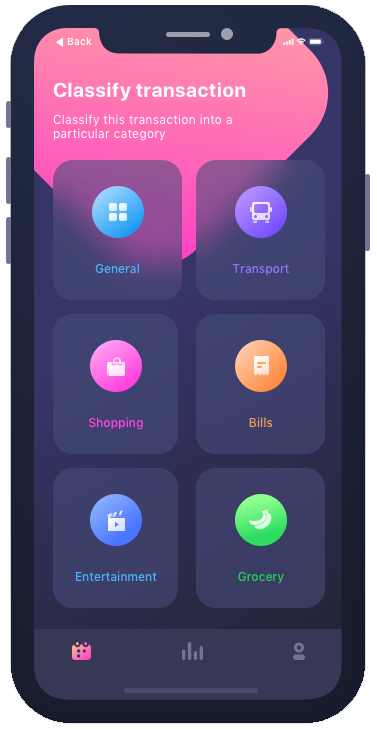 Back
Classify transaction
Classify this transaction into a
particular category
General
Transport
Shopping
Bills
Entertainment
Grocery